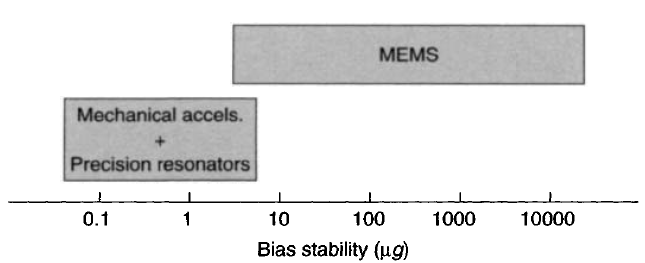 MEMS
Mechanical accels.
+
Precision resonators
0.1 1 10 100 1000 10000
Bias stability (μg)